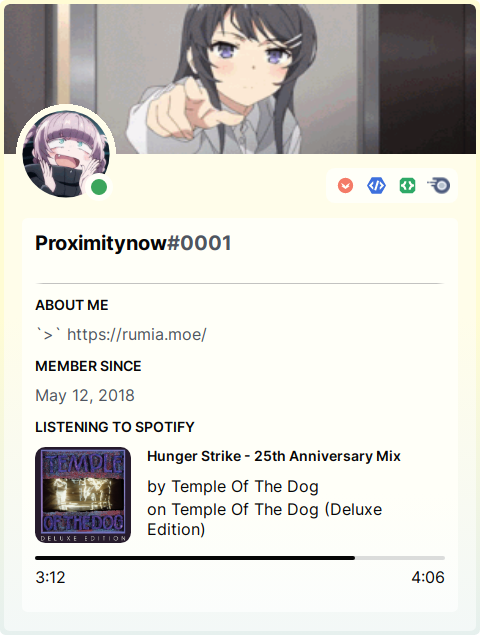 Proximitynow#0001
ABOUT ME
`>` https://rumia.moe/
MEMBER SINCE
May 12, 2018
LISTENING TO SPOTIFY
TEMPLE
OF THE DOG
DELUXE EDITION
Hunger Strike - 25th Anniversary Mix
by Temple Of The Dog
on Temple Of The Dog (Deluxe
Edition)
3:12
4:06